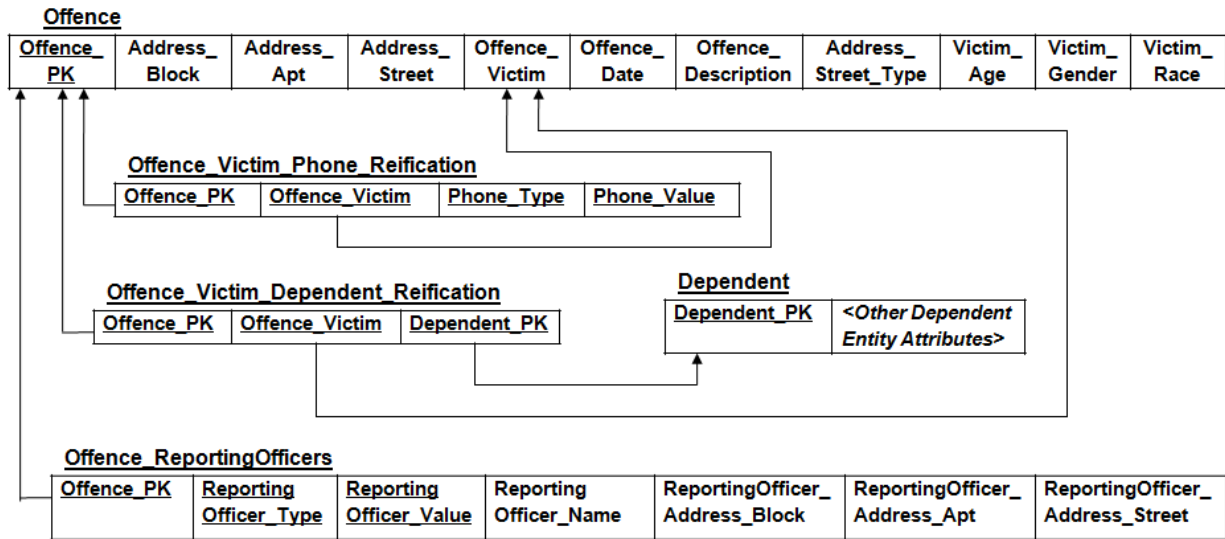 Offence
Offence_ Address_ Address_ Address_ Offence_ Offence_ Offence_ Address_ Victim_ Victim_ Victim_
PK Block Apt Street Victim Date Description Street_Type Age Gender Race
Offence_Victim_Phone_Reification
Offence_PK Offence_Victim Phone_Type Phone_Value
Offence_Victim_Dependent_Reification
Offence_PK Offence_Victim Dependent_PK
Dependent
Dependent_PK <Other Dependent
Entity Attributes>
Offence_ReportingOfficers
Offence_PK Reporting Reporting Reporting ReportingOfficer_ ReportingOfficer_ ReportingOfficer_
Officer_Type Officer_Value Officer_Name Address_Block Address_Apt Address_Street